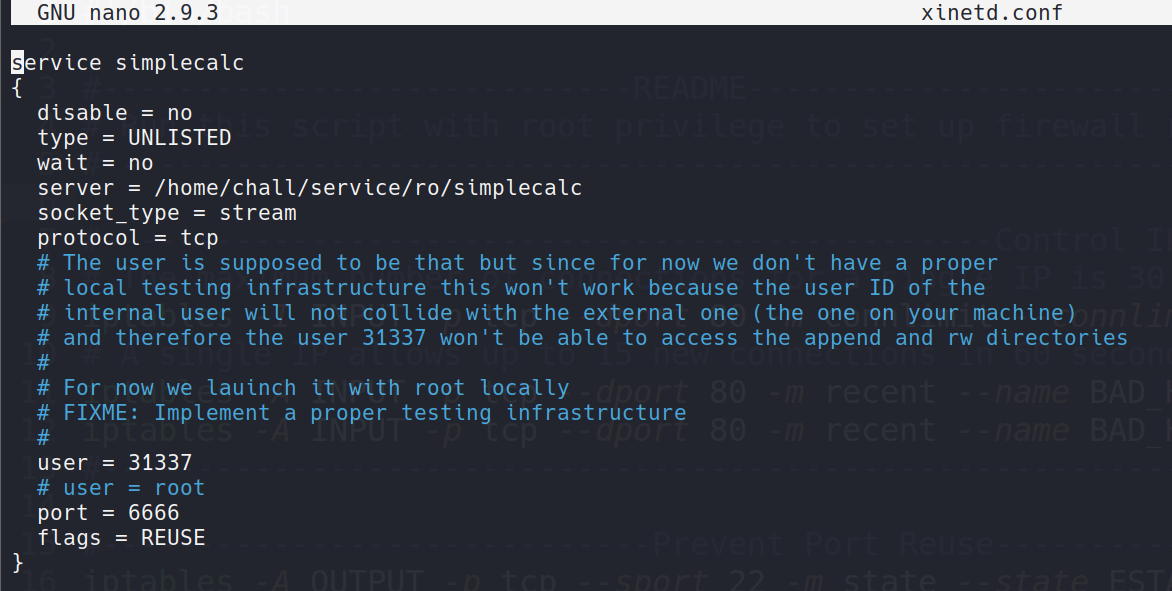 GNU nano 2.9.3 xinetd.conf
service simplecalc
{
disable = no
type = UNLISTED
wait = no
server = /home/chall/service/ro/simplecalc
socket_type = stream
protocol = tcp
# The user is supposed to be that but since for now we don't have a proper
# local testing infrastructure this won't work because the user ID of the
# internal user will not collide with the external one (the one on your machine)
# and therefore the user 31337 won't be able to access the append and rw directories
#
# For now we lauinch it with root locally
# FIXME: Implement a proper testing infrastructure
#
user = 31337
# user = root
port = 6666
flags = REUSE
}